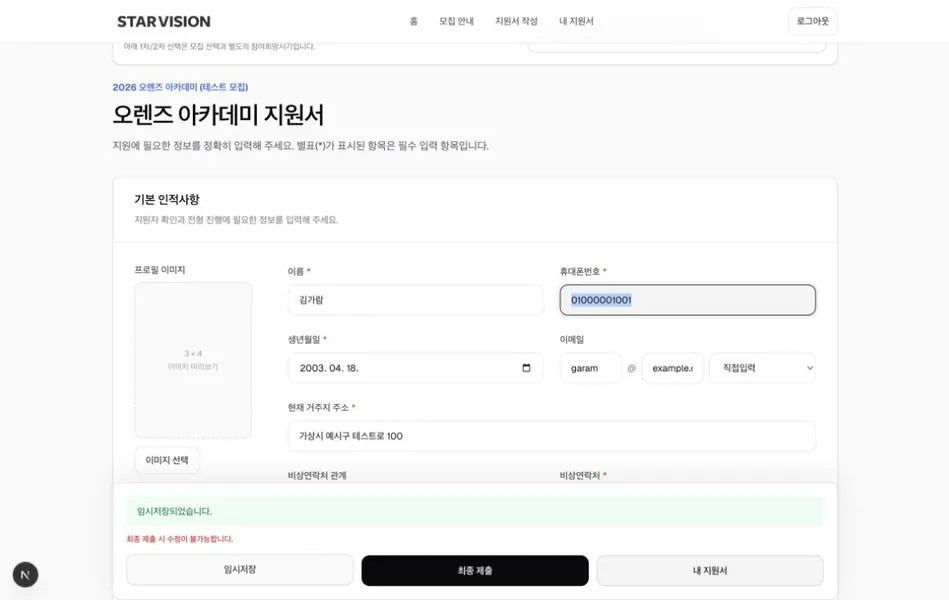 STARVISION
홈
모집 안내
지원서 작성
내 지원서
로그아웃
아래 1차/2차 선택은 모집 선택과 별도의 참여희망시기입니다.
2026 오렌즈 아카데미 (테스트 모집)
오렌즈 아카데미 지원서
지원에 필요한 정보를 정확히 입력해 주세요. 별표(*)가 표시된 항목은 필수 입력 항목입니다.
기본 인적사항
지원자 확인과 전형 진행에 필요한 정보를 입력해 주세요.
프로필 이미지
3 × 4
이미지 미리보기
이미지 선택
이름 *
김가람
휴대폰번호 *
01000001001
생년월일 *
2003. 04. 18.
이메일
garam
@
example.c
직접입력
현재 거주지 주소 *
가상시 예시구 테스트로 100
비상연락처 관계
비상연락처 *
임시저장되었습니다.
최종 제출 시 수정이 불가능합니다.
임시저장
최종 제출
내 지원서
N